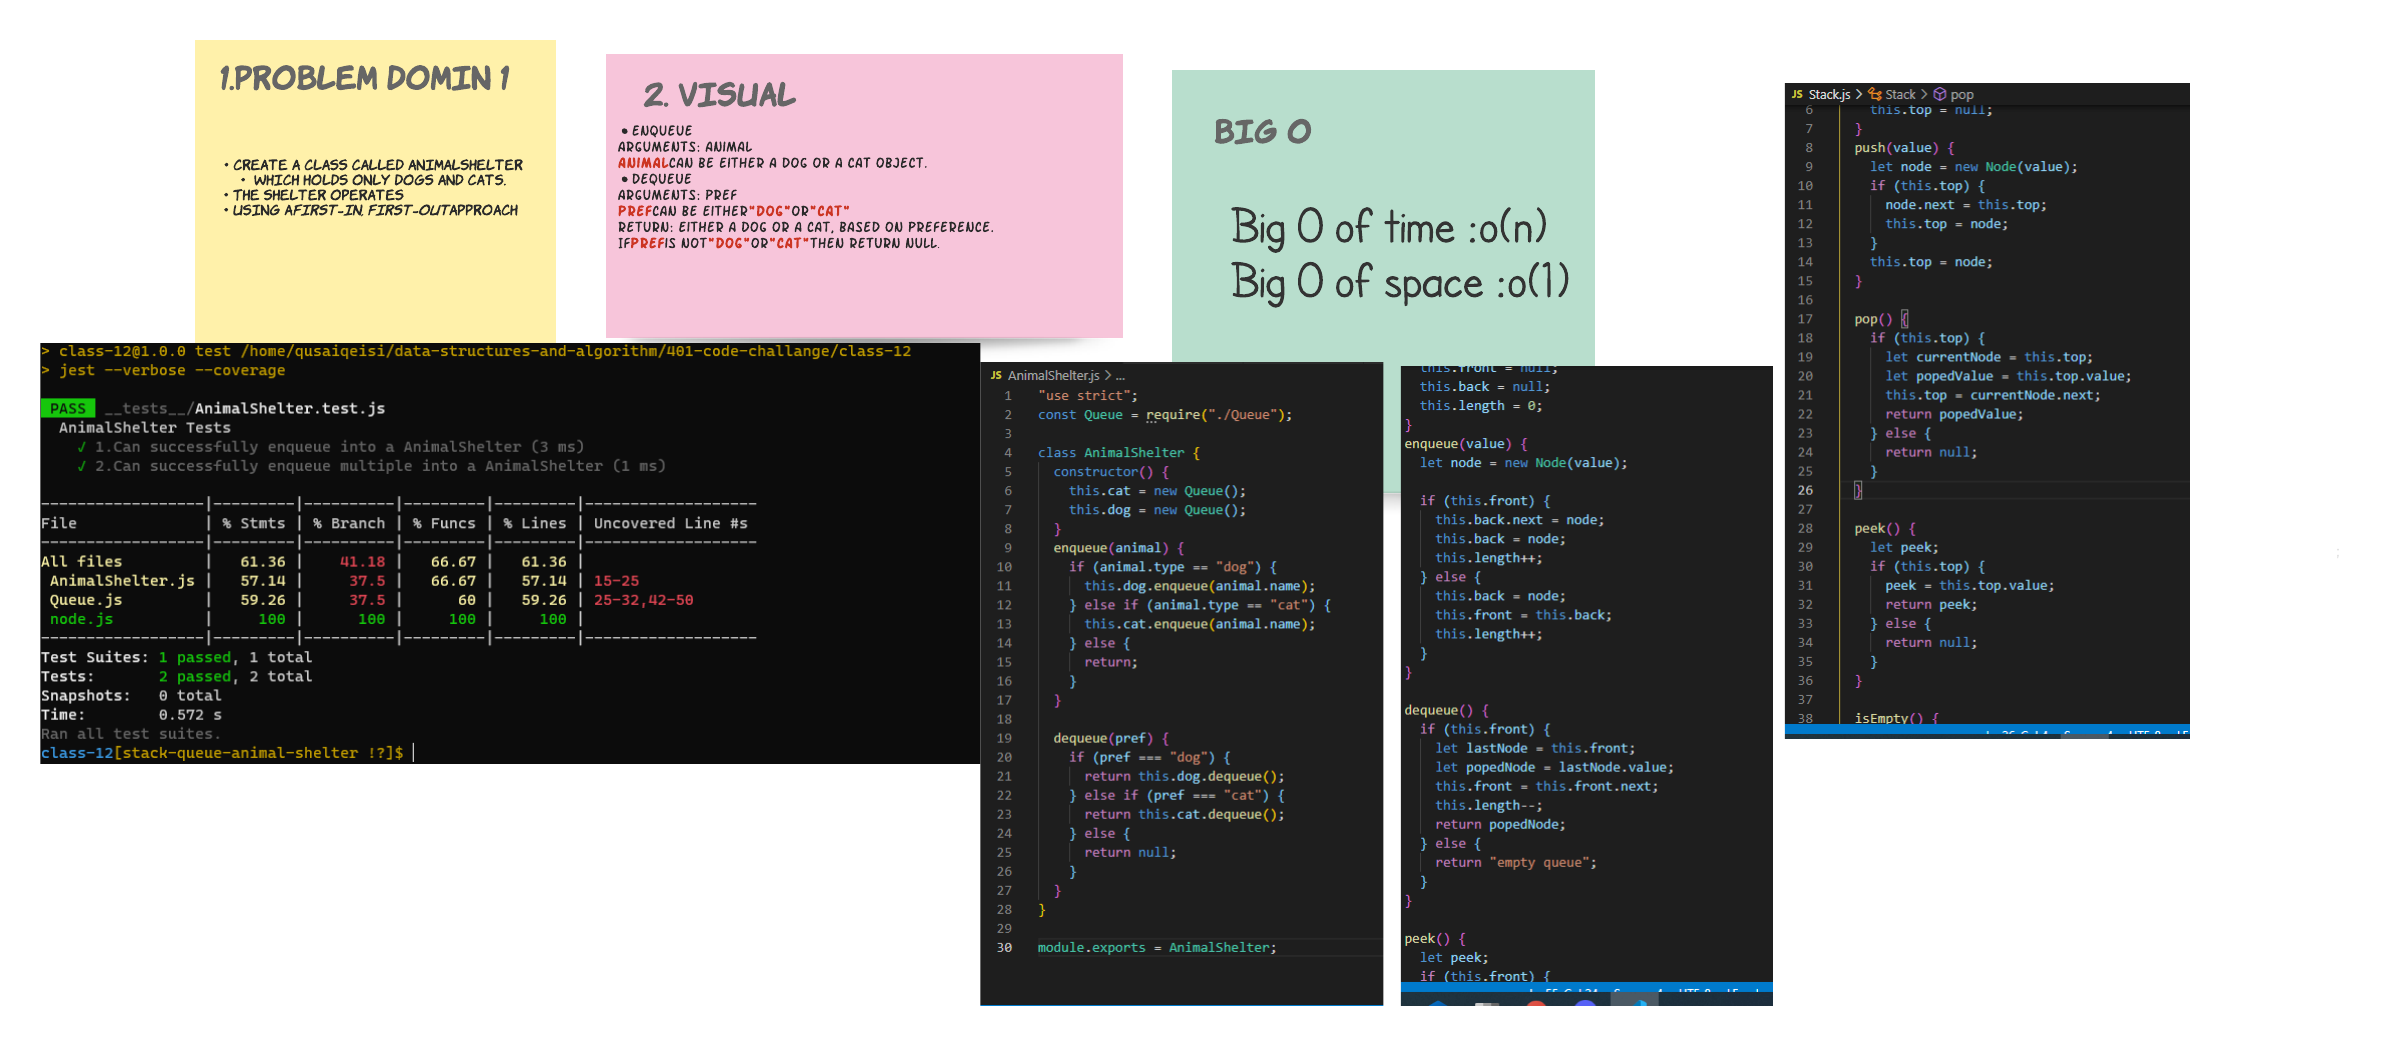 1.PROBLEM DOMIN 1
• CREATE A CLASS CALLED ANIMALSHELTER
• WHICH HOLDS ONLY DOGS AND CATS.
• THE SHELTER OPERATES
• USING AFIRST-IN, FIRST-OUTAPPROACH
2. VISUAL
• ENQUEUE
ARGUMENTS: ANIMAL
ANIMALCAN BE EITHER A DOG OR A CAT OBJECT.
• DEQUEUE
ARGUMENTS: PREF
PREFCAN BE EITHER"DOG"OR"CAT"
RETURN: EITHER A DOG OR A CAT, BASED ON PREFERENCE.
IFPREFIS NOT"DOG"OR"CAT"THEN RETURN NULL.
BIG O
Big O of time :o(n)
Big O of space :o(1)
> class-12@1.0.0 test /home/qusaiqeisi/data-structures-and-algorithm/401-code-challange/class-12
> jest --verbose --coverage
PASS __tests__/AnimalShelter.test.js
AnimalShelter Tests
√ 1.Can successfully enqueue into a AnimalShelter (3 ms)
√ 2.Can successfully enqueue multiple into a AnimalShelter (1 ms)
------------------|---------|----------|---------|---------|-------------------
File | % Stmts | % Branch | % Funcs | % Lines | Uncovered Line #s
------------------|---------|----------|---------|---------|-------------------
All files | 61.36 | 41.18 | 66.67 | 61.36 |
AnimalShelter.js | 57.14 | 37.5 | 66.67 | 57.14 | 15-25
Queue.js | 59.26 | 37.5 | 60 | 59.26 | 25-32,42-50
node.js | 100 | 100 | 100 | 100 |
------------------|---------|----------|---------|---------|-------------------
Test Suites: 1 passed, 1 total
Tests: 2 passed, 2 total
Snapshots: 0 total
Time: 0.572 s
Ran all test suites.
class-12[stack-queue-animal-shelter !?]$
JS AnimalShelter.js > ...
1 "use strict";
2 const Queue = require("./Queue");
3
4 class AnimalShelter {
5 constructor() {
6 this.cat = new Queue();
7 this.dog = new Queue();
8 }
9 enqueue(animal) {
10 if (animal.type == "dog") {
11 this.dog.enqueue(animal.name);
12 } else if (animal.type == "cat") {
13 this.cat.enqueue(animal.name);
14 } else {
15 return;
16 }
17 }
18
19 dequeue(pref) {
20 if (pref === "dog") {
21 return this.dog.dequeue();
22 } else if (pref === "cat") {
23 return this.cat.dequeue();
24 } else {
25 return null;
26 }
27 }
28 }
29
30 module.exports = AnimalShelter;
this.front = null;
this.back = null;
this.length = 0;
}
enqueue(value) {
let node = new Node(value);
if (this.front) {
this.back.next = node;
this.back = node;
this.length++;
} else {
this.back = node;
this.front = this.back;
this.length++;
}
}
dequeue() {
if (this.front) {
let lastNode = this.front;
let popedNode = lastNode.value;
this.front = this.front.next;
this.length--;
return popedNode;
} else {
return "empty queue";
}
}
peek() {
let peek;
if (this.front) {
JS Stack.js > Stack > pop
6 this.top = null;
7 }
8 push(value) {
9 let node = new Node(value);
10 if (this.top) {
11 node.next = this.top;
12 this.top = node;
13 }
14 this.top = node;
15 }
16
17 pop() {
18 if (this.top) {
19 let currentNode = this.top;
20 let popedValue = this.top.value;
21 this.top = currentNode.next;
22 return popedValue;
23 } else {
24 return null;
25 }
26 }
27
28 peek() {
29 let peek;
30 if (this.top) {
31 peek = this.top.value;
32 return peek;
33 } else {
34 return null;
35 }
36 }
37
38 isEmpty() {